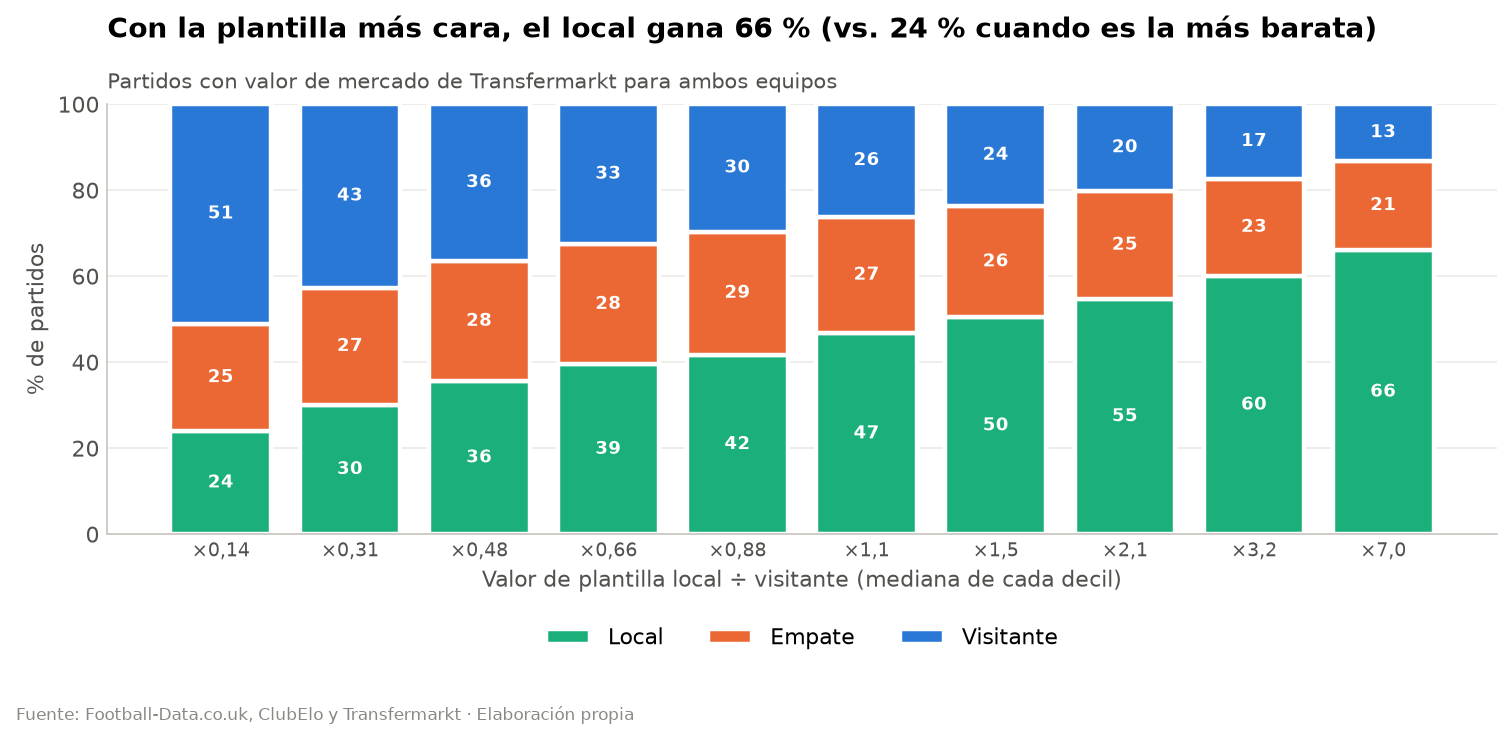 Con la plantilla más cara, el local gana 66 % (vs. 24 % cuando es la más barata)
Partidos con valor de mercado de Transfermarkt para ambos equipos
% de partidos
100
80
60
40
20
0
51 43 36 33 30 26 24 20 17 13
25 27 28 28 29 27 26 25 23 21
24 30 36 39 42 47 50 55 60 66
×0,14 ×0,31 ×0,48 ×0,66 ×0,88 ×1,1 ×1,5 ×2,1 ×3,2 ×7,0
Valor de plantilla local ÷ visitante (mediana de cada decil)
Local Empate Visitante
Fuente: Football-Data.co.uk, ClubElo y Transfermarkt · Elaboración propia